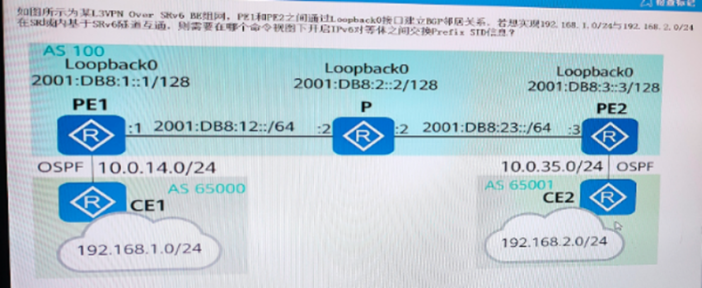 如图所示为某L3VPN Over SRv6 BE组网，PE1和PE2之间通过Loopback0接口建立BGP邻居关系，若想实现192.168.1.0/24与192.168.2.0/24
在SR域内基于SRv6隧道互通，则需要在哪个命令视图下开启IPv6对等体之间交换Prefix SID信息？
AS 100
Loopback0
2001:DB8:1::1/128
Loopback0
2001:DB8:2::2/128
Loopback0
2001:DB8:3::3/128
PE1
P
PE2
R
:1
2001:DB8:12::/64
:2
R
:2
2001:DB8:23::/64
:3
R
OSPF
10.0.14.0/24
10.0.35.0/24
OSPF
AS 65000
AS 65001
R
CE1
CE2
R
192.168.1.0/24
192.168.2.0/24